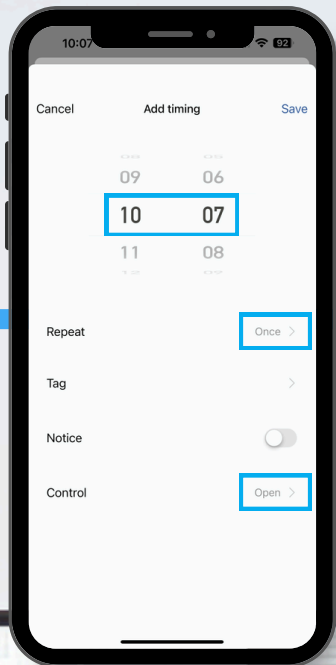 10:07 92
Cancel Add timing Save
09 06
10 07
11 08
Repeat Once
Tag
Notice
Control Open